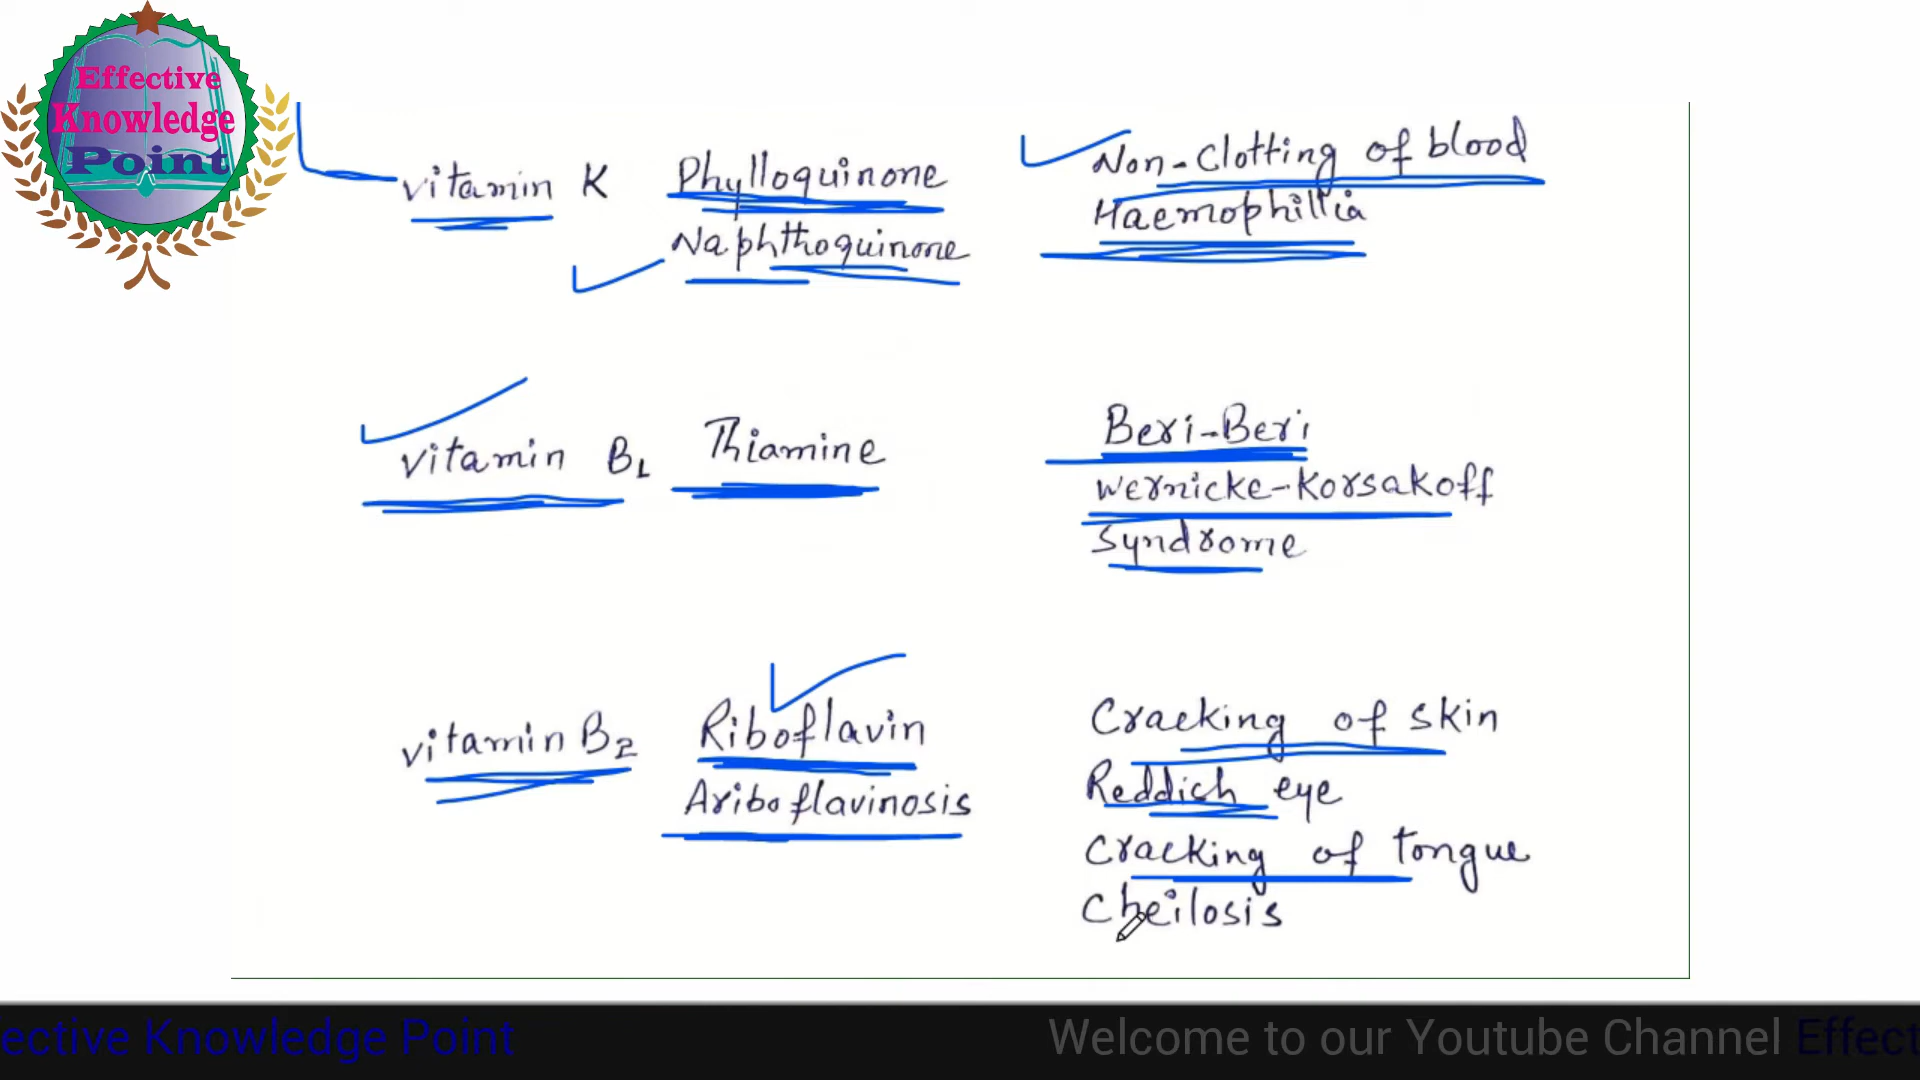 Effective
Knowledge
Point
vitamin K Phylloquinone Non-Clotting of blood
Naphthoquinone Haemophillia
vitamin B1 Thiamine Beri-Beri
Wernicke-Korsakoff
Syndrome
vitamin B2 Riboflavin Cracking of skin
Ariboflavinosis Reddich eye
Cracking of tongue
Cheilosis
fective Knowledge Point Welcome to our Youtube Channel Effect